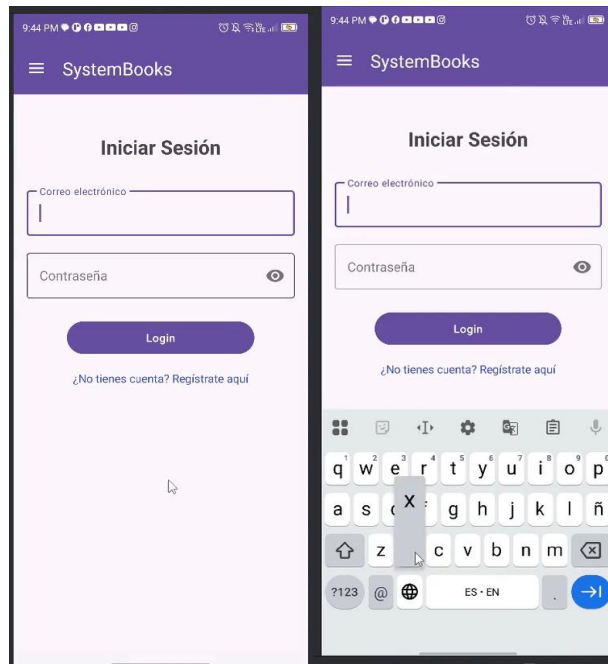 9:44 PM
SystemBooks
Iniciar Sesión
Correo electrónico
Contraseña
Login
¿No tienes cuenta? Regístrate aquí
9:44 PM
SystemBooks
Iniciar Sesión
Correo electrónico
Contraseña
Login
¿No tienes cuenta? Regístrate aquí
1 2 3 4 5 6 7 8 9
q w e r t y u i o p
a s g h j k l ñ
X
z c v b n m
?123 @ ES • EN .